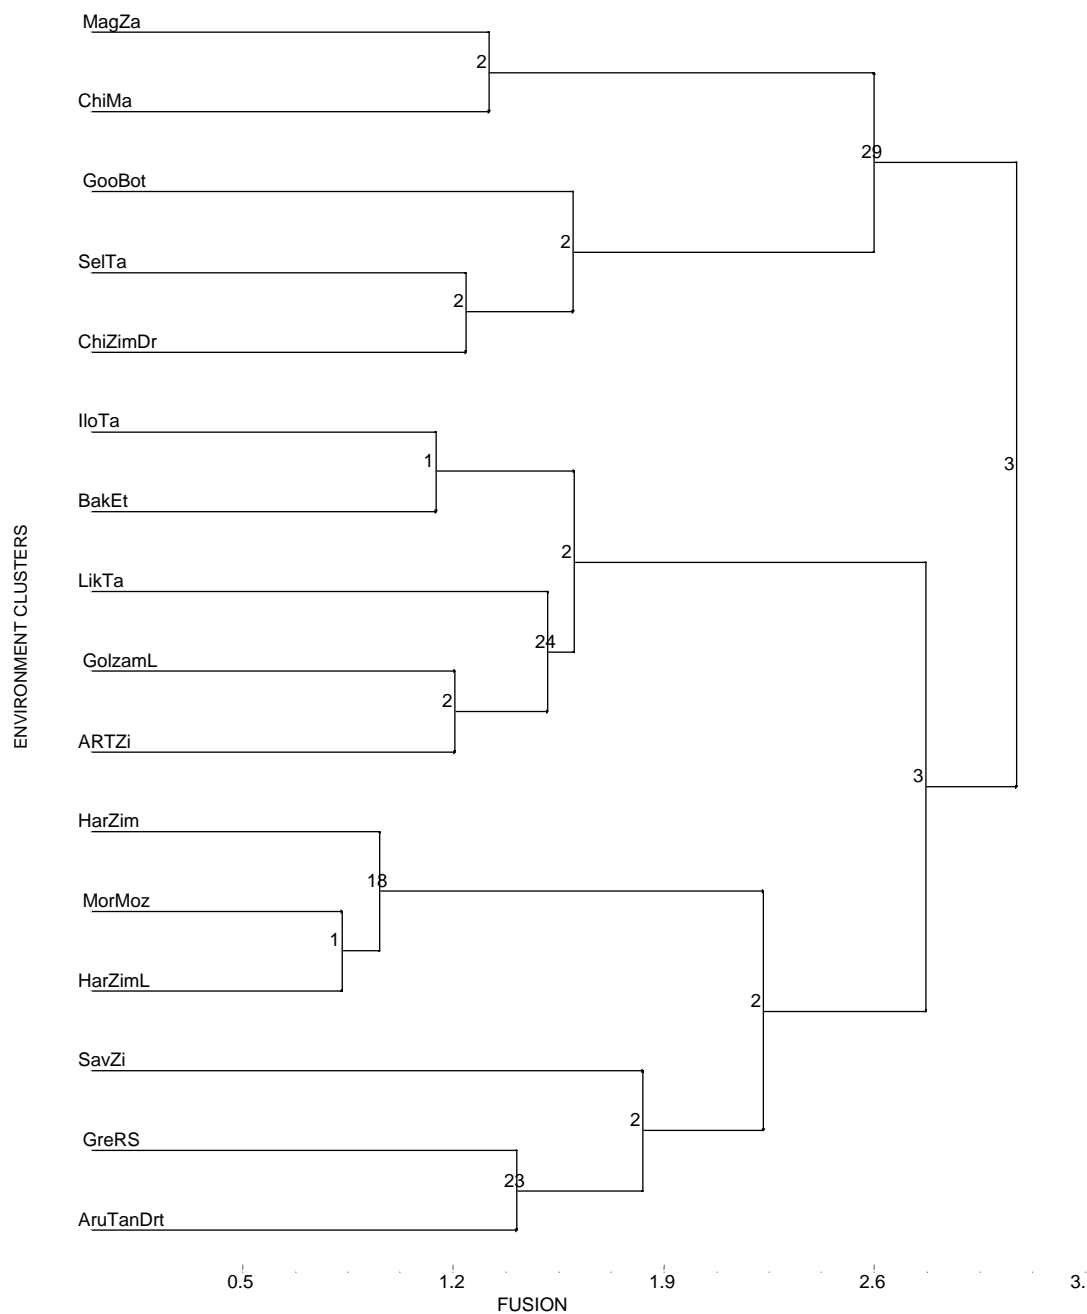 MagZa
2
ChiMa
29
GooBot
2
SelTa
2
ChiZimDr
IloTa
1
3
BakEt
2
LikTa
24
GolzamL
2
ARTZi
3
HarZim
18
MorMoz
1
HarZimL
2
SavZi
2
GreRS
23
AruTanDrt
ENVIRONMENT CLUSTERS
0.5 1.2 1.9 2.6 3.
FUSION